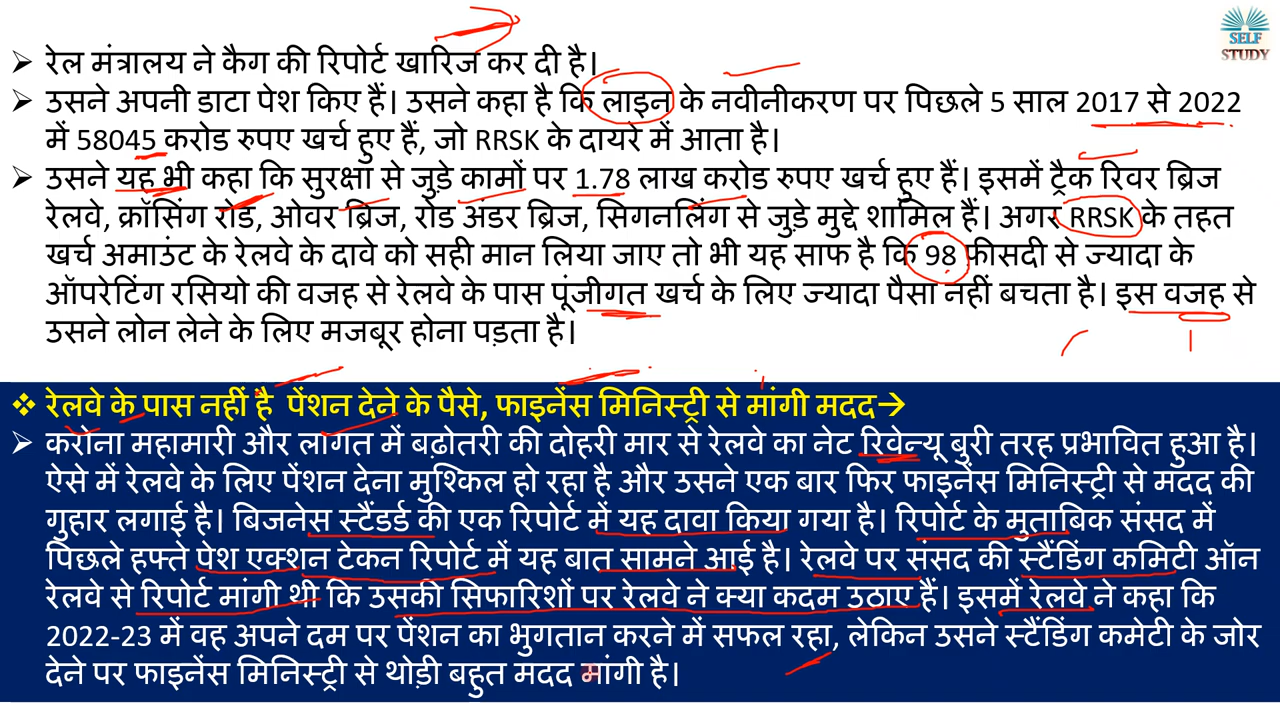 SELF
STUDY
➢ रेल मंत्रालय ने कैग की रिपोर्ट खारिज कर दी है।
➢ उसने अपनी डाटा पेश किए हैं। उसने कहा है कि लाइन के नवीनीकरण पर पिछले 5 साल 2017 से 2022
में 58045 करोड रुपए खर्च हुए हैं, जो RRSK के दायरे में आता है।
➢ उसने यह भी कहा कि सुरक्षा से जुड़े कामों पर 1.78 लाख करोड रुपए खर्च हुए हैं। इसमें ट्रैक रिवर ब्रिज
रेलवे, क्रॉसिंग रोड, ओवर ब्रिज, रोड अंडर ब्रिज, सिगनलिंग से जुड़े मुद्दे शामिल हैं। अगर RRSK के तहत
खर्च अमाउंट के रेलवे के दावे को सही मान लिया जाए तो भी यह साफ है कि 98 फीसदी से ज्यादा के
ऑपरेटिंग रसियो की वजह से रेलवे के पास पूंजीगत खर्च के लिए ज्यादा पैसा नहीं बचता है। इस वजह से
उसने लोन लेने के लिए मजबूर होना पड़ता है।
❖ रेलवे के पास नहीं है पेंशन देने के पैसे, फाइनेंस मिनिस्ट्री से मांगी मदद→
➢ करोना महामारी और लागत में बढ़ोतरी की दोहरी मार से रेलवे का नेट रिवेन्यू बुरी तरह प्रभावित हुआ है।
ऐसे में रेलवे के लिए पेंशन देना मुश्किल हो रहा है और उसने एक बार फिर फाइनेंस मिनिस्ट्री से मदद की
गुहार लगाई है। बिजनेस स्टैंडर्ड की एक रिपोर्ट में यह दावा किया गया है। रिपोर्ट के मुताबिक संसद में
पिछले हफ्ते पेश एक्शन टेकन रिपोर्ट में यह बात सामने आई है। रेलवे पर संसद की स्टैंडिंग कमिटी ऑन
रेलवे से रिपोर्ट मांगी थी कि उसकी सिफारिशों पर रेलवे ने क्या कदम उठाए हैं। इसमें रेलवे ने कहा कि
2022-23 में वह अपने दम पर पेंशन का भुगतान करने में सफल रहा, लेकिन उसने स्टैंडिंग कमेटी के जोर
देने पर फाइनेंस मिनिस्ट्री से थोड़ी बहुत मदद मांगी है।